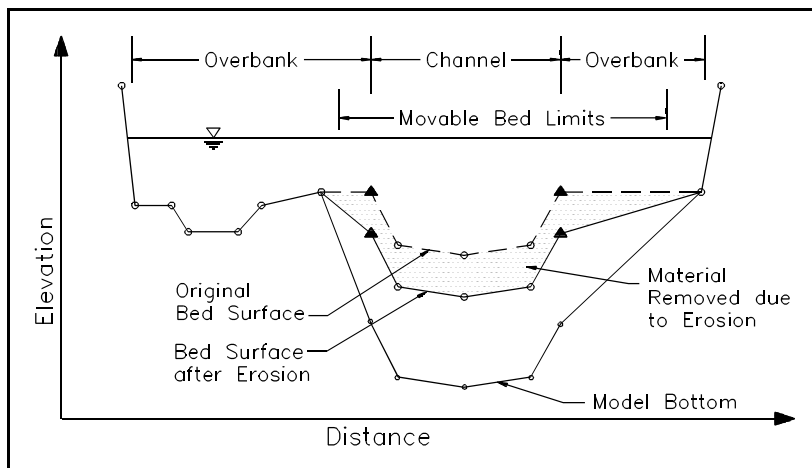 Overbank
Channel
Overbank
Movable Bed Limits
Elevation
Original
Bed Surface
Bed Surface
after Erosion
Material
Removed due
to Erosion
Model Bottom
Distance